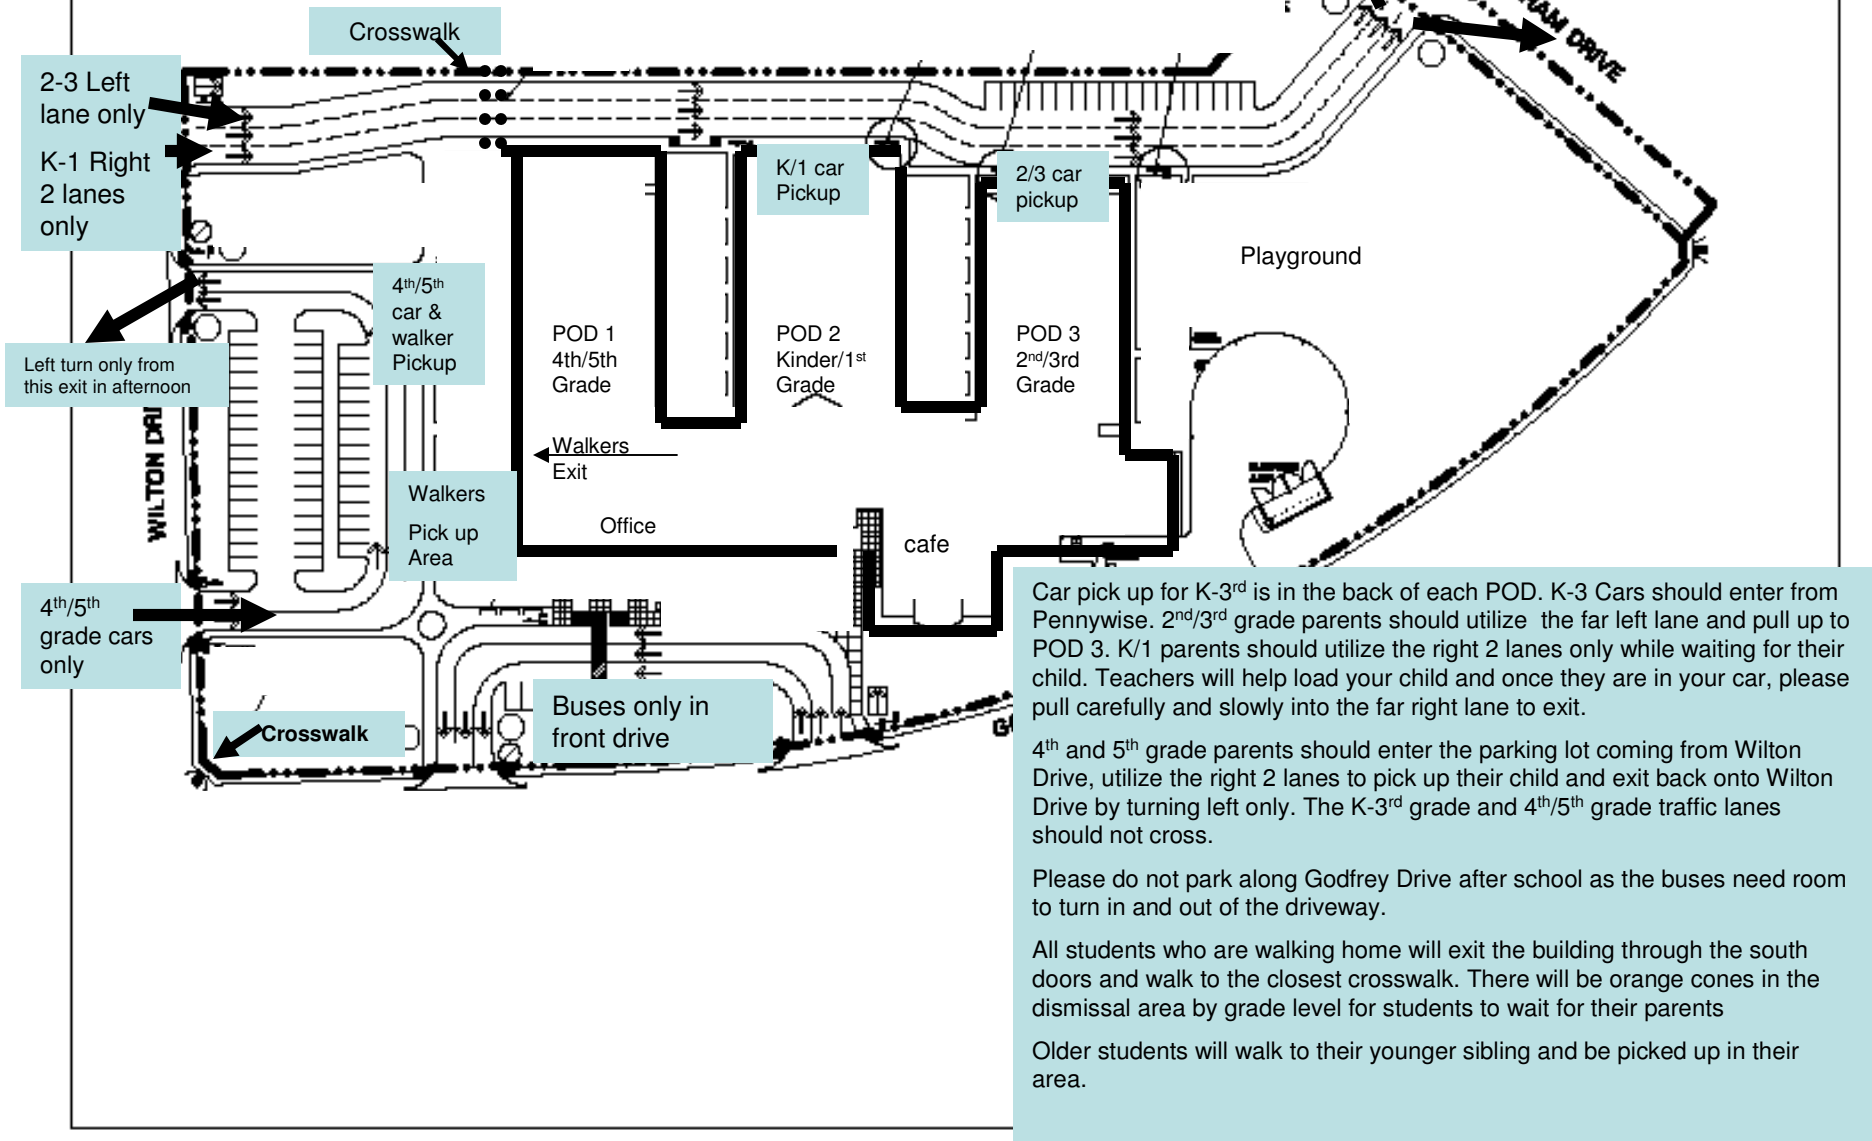 Crosswalk
2-3 Left
lane only
K-1 Right
2 lanes
only
DRIVE
K/1 car
Pickup
2/3 car
pickup
Playground
4th/5th
car &
walker
Pickup
POD 1
4th/5th
Grade
POD 2
Kinder/1st
Grade
POD 3
2nd/3rd
Grade
Left turn only from
this exit in afternoon
WILTON
Walkers
Exit
Walkers
Pick up
Area
Office
cafe
4th/5th
grade cars
only
Buses only in
front drive
Crosswalk
Car pick up for K-3rd is in the back of each POD. K-3 Cars should enter from
Pennywise. 2nd/3rd grade parents should utilize the far left lane and pull up to
POD 3. K/1 parents should utilize the right 2 lanes only while waiting for their
child. Teachers will help load your child and once they are in your car, please
pull carefully and slowly into the far right lane to exit.
4th and 5th grade parents should enter the parking lot coming from Wilton
Drive, utilize the right 2 lanes to pick up their child and exit back onto Wilton
Drive by turning left only. The K-3rd grade and 4th/5th grade traffic lanes
should not cross.
Please do not park along Godfrey Drive after school as the buses need room
to turn in and out of the driveway.
All students who are walking home will exit the building through the south
doors and walk to the closest crosswalk. There will be orange cones in the
dismissal area by grade level for students to wait for their parents
Older students will walk to their younger sibling and be picked up in their
area.